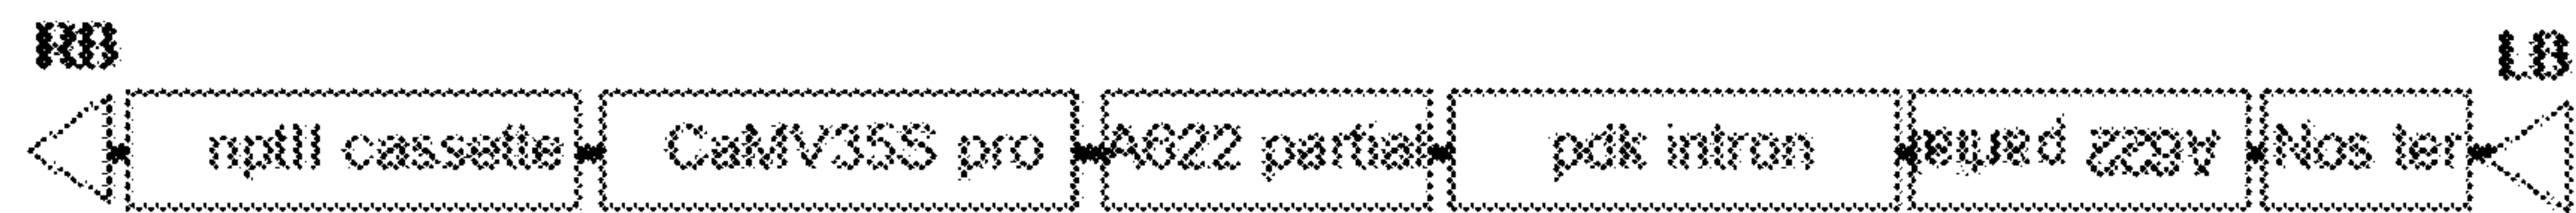 RB
LB
nptII cassette
CaMV35S pro
A622 partial
pdk intron
A622 partial
Nos ter